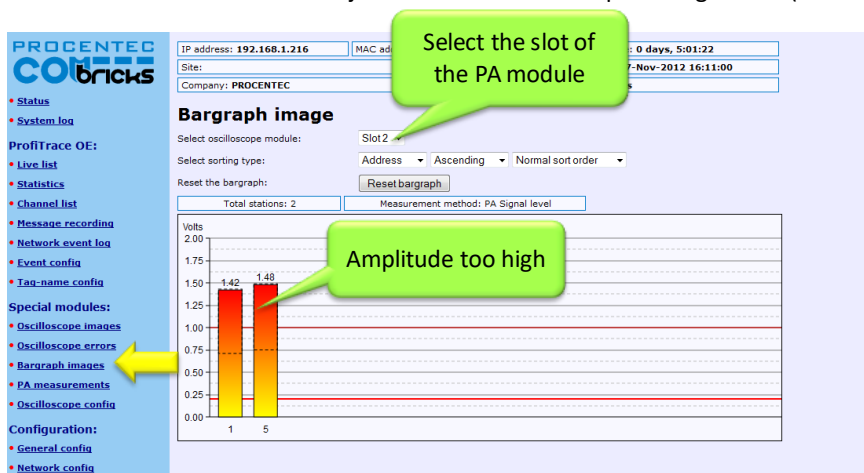 PROCENTEC
COMbricks
• Status
• System log
ProfiTrace OE:
• Live list
• Statistics
• Channel list
• Message recording
• Network event log
• Event config
• Tag-name config
Special modules:
• Oscilloscope images
• Oscilloscope errors
• Bargraph images
• PA measurements
• Oscilloscope config
Configuration:
• General config
• Network config
IP address: 192.168.1.216
MAC ad
: 0 days, 5:01:22
Site:
-Nov-2012 16:11:00
Company: PROCENTEC
Select the slot of
the PA module
Bargraph image
Select oscilloscope module: Slot2
Select sorting type: Address Ascending Normal sort order
Reset the bargraph: Reset bargraph
Total stations: 2 Measurement method: PA Signal level
Volts
2.00
1.75
1.50
1.25
1.00
0.75
0.50
0.25
0.00
1.42 1.48
Amplitude too high
1 5